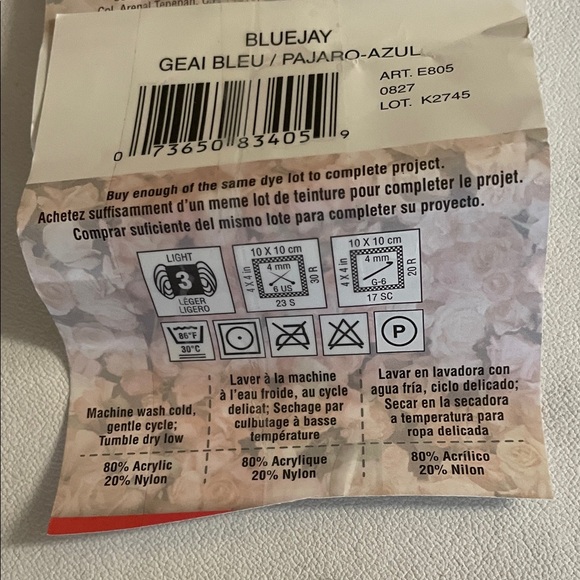 Col. Arenal Tepepan,
BLUEJAY
GEAI BLEU / PAJARO-AZUL
ART. E805
0827
LOT. K2745
0 73650 83405 9
Buy enough of the same dye lot to complete project.
Achetez suffisamment d'un meme lot de teinture pour completer le projet.
Comprar suficiente del mismo lote para completer su proyecto.
LIGHT
3
LÉGER
LIGERO
10 X 10 cm
4 X 4 in
4 mm
6 US
30 R
23 S
10 X 10 cm
4 X 4 in
4 mm
G-6
20 R
17 SC
86°F
30°C
P
Machine wash cold,
gentle cycle;
Tumble dry low
Laver à la machine
à l'eau froide, au cycle
delicat; Sechage par
culbutage à basse
température
Lavar en lavadora con
agua fría, ciclo delicado;
Secar en la secadora
a temperatura para
ropa delicada
80% Acrylic
20% Nylon
80% Acrylique
20% Nylon
80% Acrílico
20% Nilon